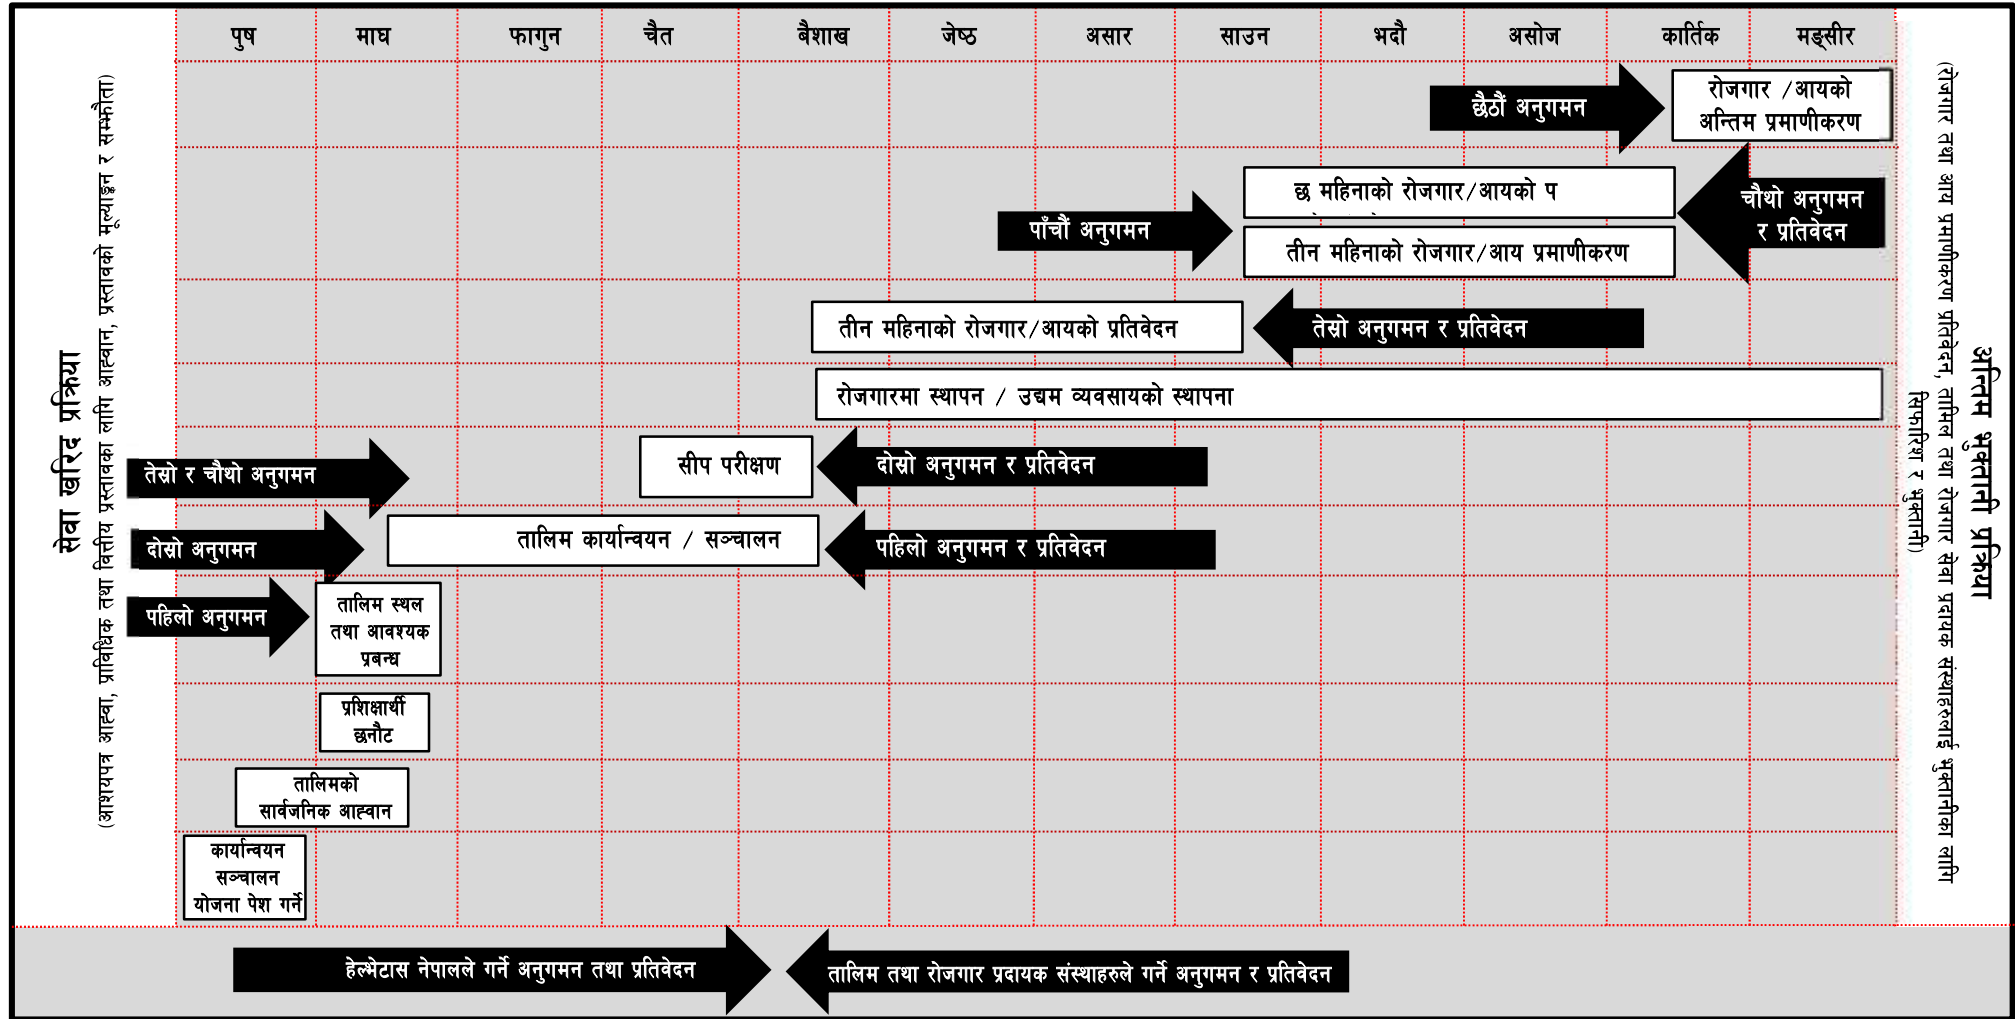 पुष माघ फागुन चैत बैशाख जेष्ठ असार साउन भदौ असोज कार्तिक मङ्सीर
सेवा खरिद प्रक्रिया
(आशयपत्र आह्वा, प्राविधिक तथा वित्तीय प्रस्तावका लागि आह्वान, प्रस्तावको मूल्याङ्कन र सम्झौता)
छैठौं अनुगमन
रोजगार /आयको
अन्तिम प्रमाणीकरण
छ महिनाको रोजगार/आयको प
पाँचौं अनुगमन
चौथो अनुगमन
र प्रतिवेदन
तीन महिनाको रोजगार/आय प्रमाणीकरण
तीन महिनाको रोजगार/आयको प्रतिवेदन
तेस्रो अनुगमन र प्रतिवेदन
रोजगारमा स्थापन / उद्यम व्यवसायको स्थापना
तेस्रो र चौथो अनुगमन
सीप परीक्षण
दोस्रो अनुगमन र प्रतिवेदन
दोस्रो अनुगमन
तालिम कार्यान्वयन / सञ्चालन
पहिलो अनुगमन र प्रतिवेदन
पहिलो अनुगमन
तालिम स्थल
तथा आवश्यक
प्रबन्ध
प्रशिक्षार्थी
छनौट
तालिमको
सार्वजनिक आह्वान
कार्यान्वयन
सञ्चालन
योजना पेश गर्ने
अन्तिम भुक्तानी प्रक्रिया
(रोजगार तथा आय प्रमाणीकरण प्रतिवेदन, तामिल तथा रोजगार सेवा प्रदायक संस्थाहरुलाई भुक्तानीका लागि
सिफारिश र भुक्तानी)
हेल्भेटास नेपालले गर्ने अनुगमन तथा प्रतिवेदन
तालिम तथा रोजगार प्रदायक संस्थाहरुले गर्ने अनुगमन र प्रतिवेदन